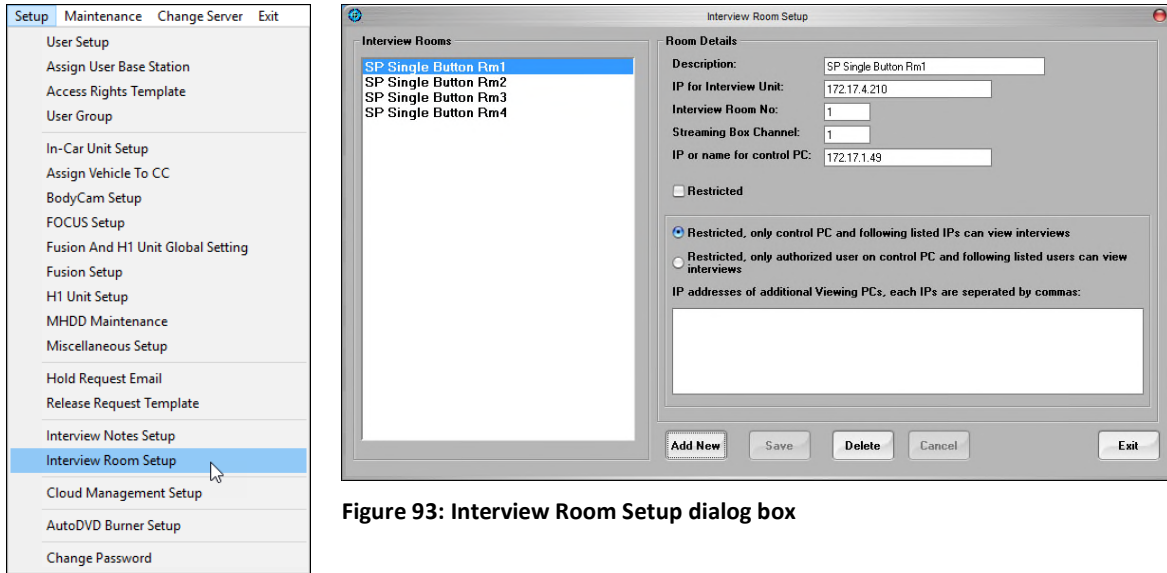 Setup Maintenance Change Server Exit
User Setup
Assign User Base Station
Access Rights Template
User Group
In-Car Unit Setup
Assign Vehicle To CC
BodyCam Setup
FOCUS Setup
Fusion And H1 Unit Global Setting
Fusion Setup
H1 Unit Setup
MHDD Maintenance
Miscellaneous Setup
Hold Request Email
Release Request Template
Interview Notes Setup
Interview Room Setup
Cloud Management Setup
AutoDVD Burner Setup
Change Password
Interview Room Setup
Interview Rooms
SP Single Button Rm1
SP Single Button Rm2
SP Single Button Rm3
SP Single Button Rm4
Room Details
Description: SP Single Button Rm1
IP for Interview Unit: 172.17.4.210
Interview Room No: 1
Streaming Box Channel: 1
IP or name for control PC: 172.17.1.49
Restricted
Restricted, only control PC and following listed IPs can view interviews
Restricted, only authorized user on control PC and following listed users can view
interviews
IP addresses of additional Viewing PCs, each IPs are seperated by commas:
Add New Save Delete Cancel Exit
Figure 93: Interview Room Setup dialog box